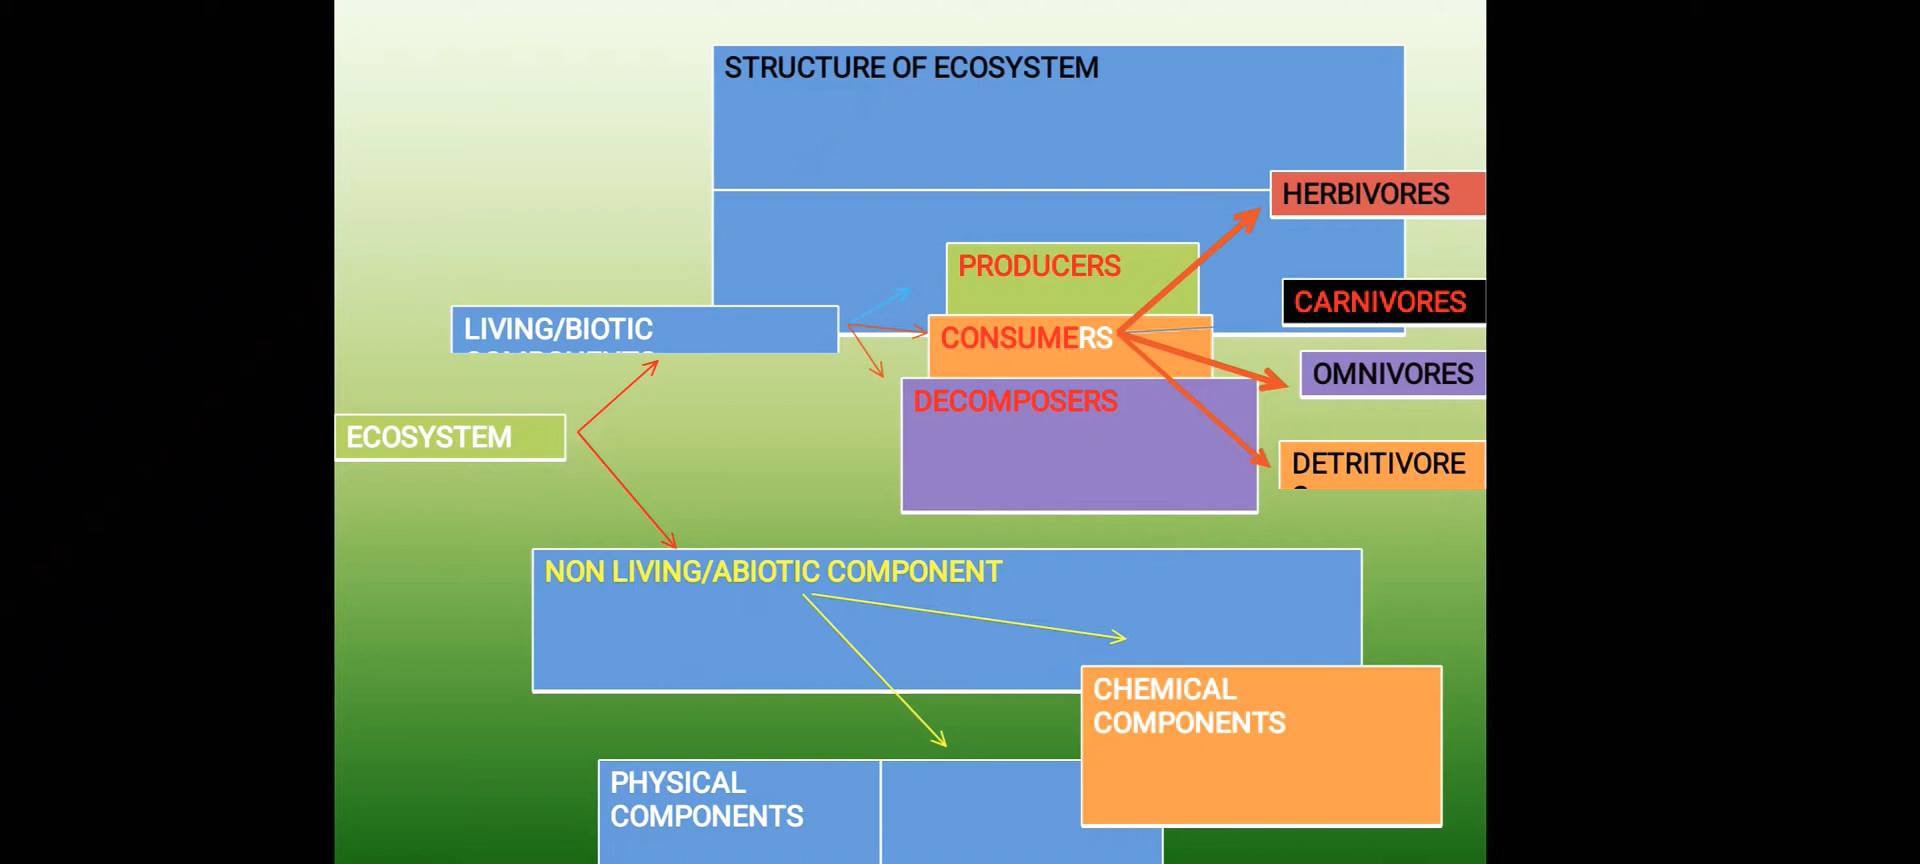 STRUCTURE OF ECOSYSTEM
HERBIVORES
PRODUCERS
CARNIVORES
LIVING/BIOTIC
CONSUMERS
OMNIVORES
DECOMPOSERS
ECOSYSTEM
DETRITIVORE
NON LIVING/ABIOTIC COMPONENT
CHEMICAL
COMPONENTS
PHYSICAL
COMPONENTS